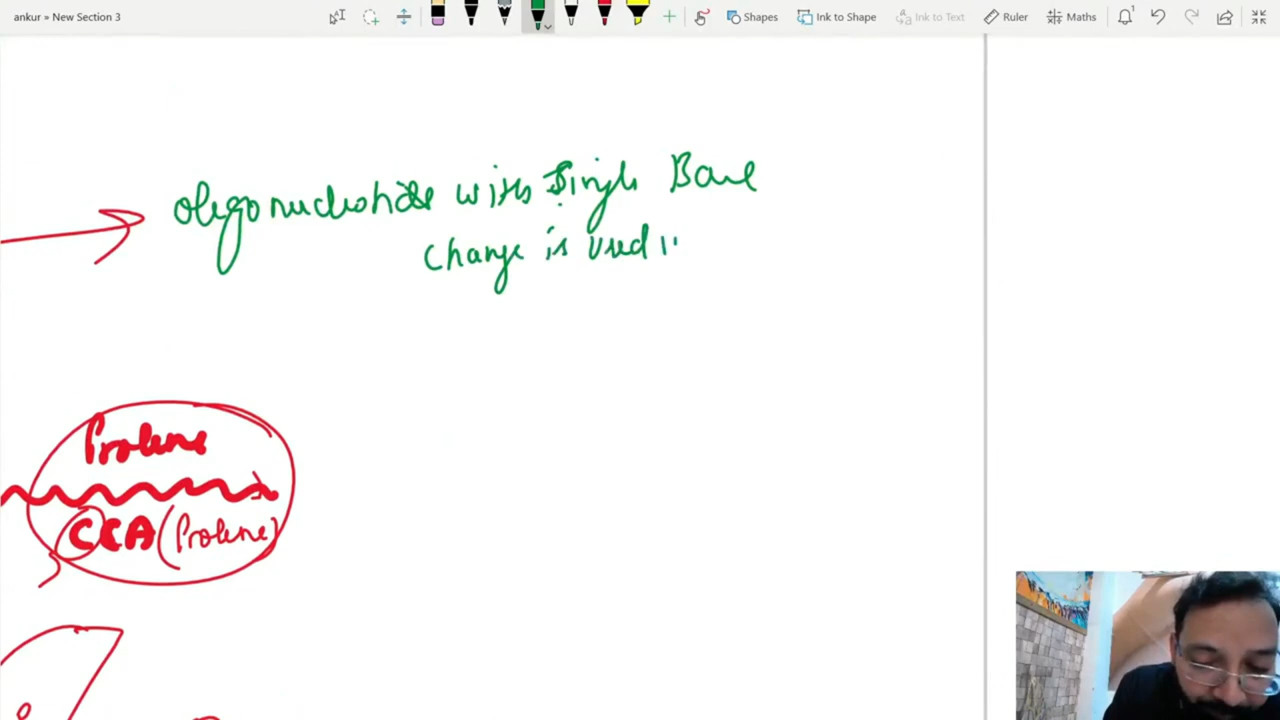 ankur » New Section 3
Shapes
Ink to Shape
Ink to Text
Ruler
Maths
oligonucleotide with Single Base
change is used
Proline
CCA (Proline)